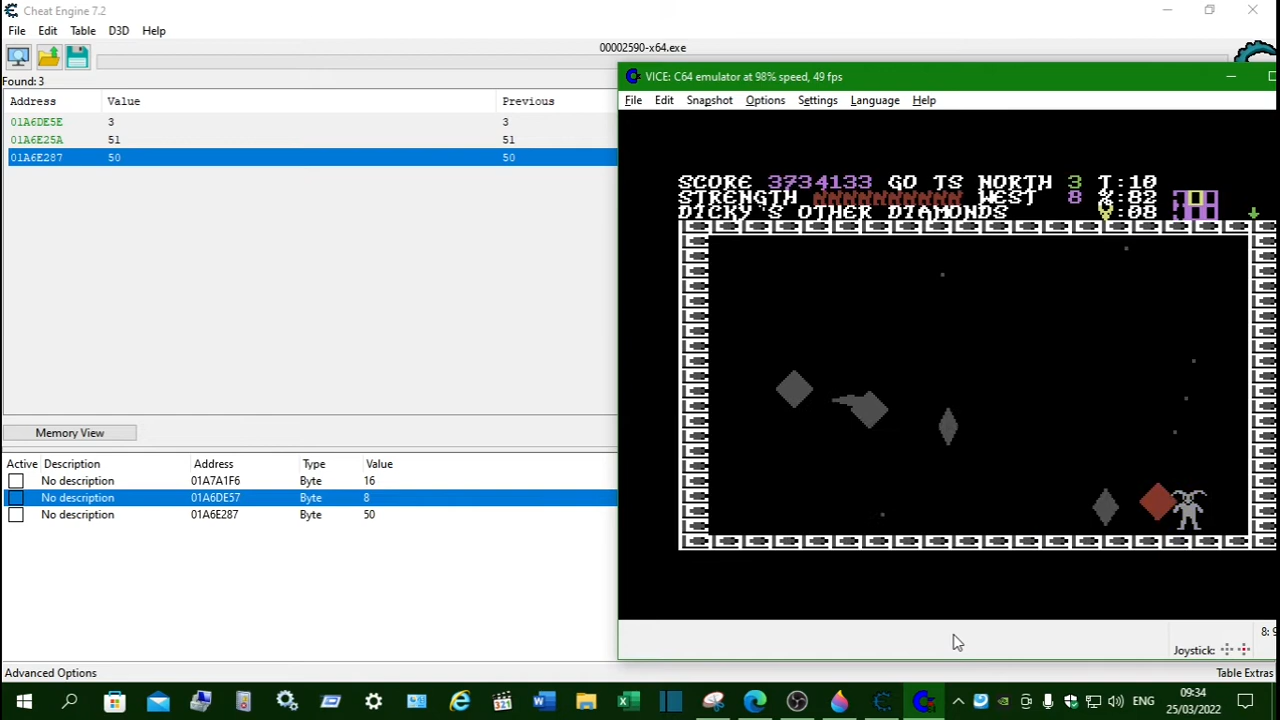 Cheat Engine 7.2
File Edit Table D3D Help
00002590-x64.exe
Found: 3
Address Value Previous
01A6DE5E 3 3
01A6E25A 51 51
01A6E287 50 50
Memory View
Active Description Address Type Value
No description 01A7A1F6 Byte 16
No description 01A6DE57 Byte 8
No description 01A6E287 Byte 50
Advanced Options
Table Extras
VICE: C64 emulator at 98% speed, 49 fps
File Edit Snapshot Options Settings Language Help
SCORE 3734133 GO TS NORTH 3 T:10
STRENGTH WEST 8 %:82
DICKY'S OTHER DIAMONDS :08
8: 9
Joystick:
ENG
09:34
25/03/2022